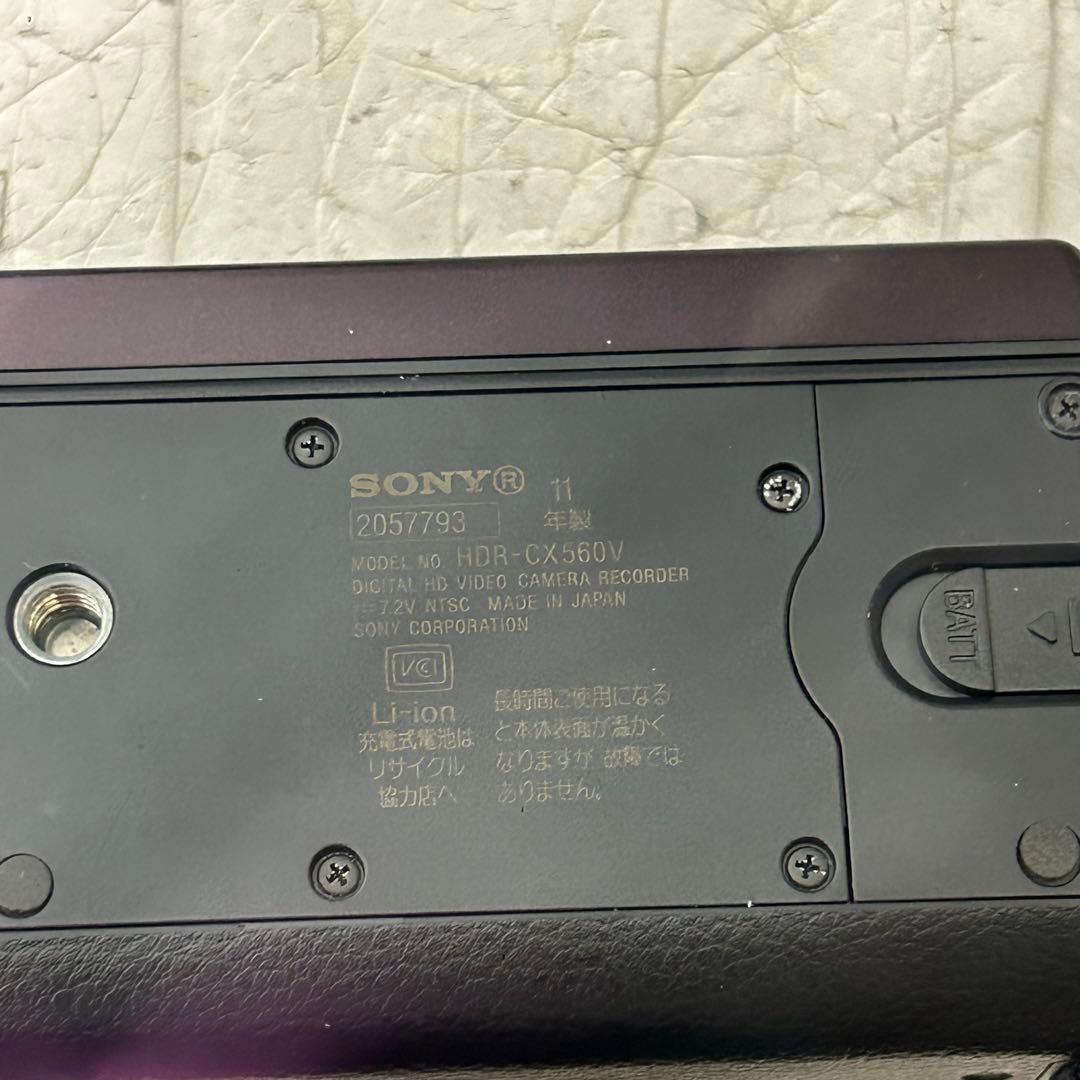 SONY®
11
年製
2057793
MODEL NO. HDR-CX560V
DIGITAL HD VIDEO CAMERA RECORDER
⎓7.2V NTSC MADE IN JAPAN
SONY CORPORATION
VCI
Li-ion
充電式電池は
リサイクル
協力店へ
長時間ご使用になる
と本体表面が温かく
なりますが 故障では
ありません。
BATT